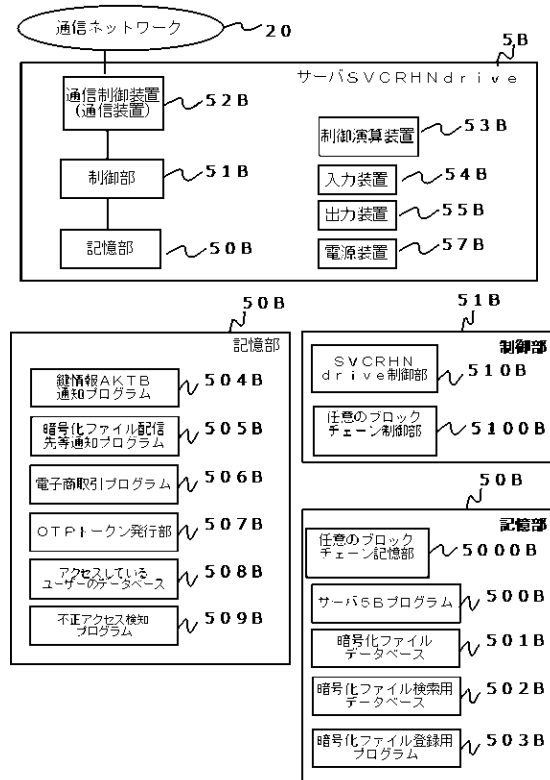 通信ネットワーク
20
5B
サーバSVCRHNdrive
通信制御装置
(通信装置)
52B
制御演算装置
53B
制御部
51B
入力装置
54B
出力装置
55B
記憶部
50B
電源装置
57B
50B
記憶部
鍵情報AKTB
通知プログラム
504B
暗号化ファイル配信
先等通知プログラム
505B
電子商取引プログラム
506B
OTPトークン発行部
507B
アクセスしている
ユーザーのデータベース
508B
不正アクセス検知
プログラム
509B
51B
制御部
SVCRHN
drive制御部
510B
任意のブロック
チェーン制御部
5100B
50B
記憶部
任意のブロック
チェーン記憶部
5000B
サーバ5Bプログラム
500B
暗号化ファイル
データベース
501B
暗号化ファイル検索用
データベース
502B
暗号化ファイル登録用
プログラム
503B